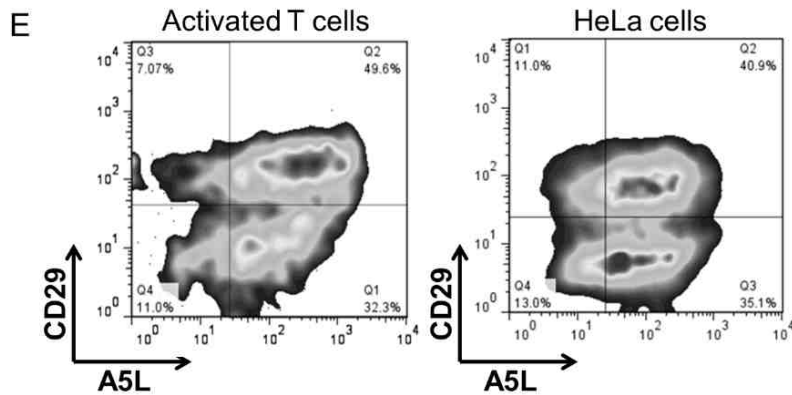 E
Activated T cells
Q3
7.07%
Q2
49.6%
10^4
10^3
10^2
10^1
10^0
Q4
11.0%
Q1
32.3%
10^0 10^1 10^2 10^3 10^4
CD29
A5L
HeLa cells
Q1
11.0%
Q2
40.9%
10^4
10^3
10^2
10^1
10^0
Q4
13.0%
Q3
35.1%
10^0 10^1 10^2 10^3 10^4
CD29
A5L